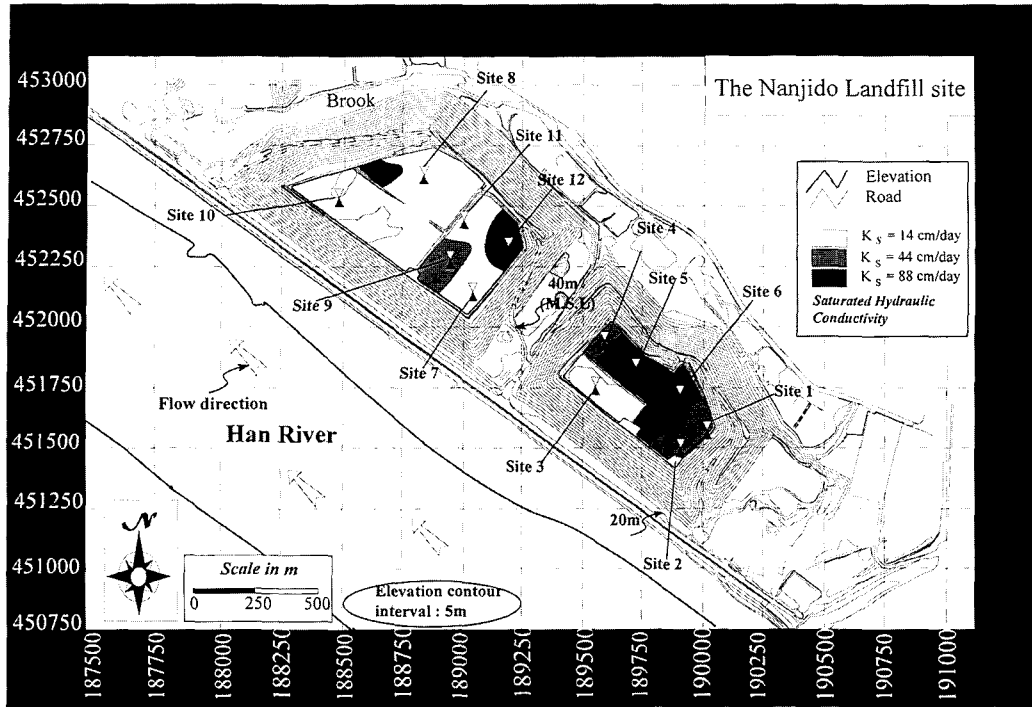 The Nanjido Landfill site
Brook
Site 8
Site 11
Site 12
Site 10
Site 4
Site 5
Site 6
Site 9
40m
(M.S.L)
Site 7
Site 1
Flow direction
Han River
Site 3
20m
Site 2
Elevation
Road
K s = 14 cm/day
K s = 44 cm/day
K s = 88 cm/day
Saturated Hydraulic
Conductivity
N
Scale in m
0 250 500
Elevation contour
interval : 5m
453000
452750
452500
452250
452000
451750
451500
451250
451000
450750
187500
187750
188000
188250
188500
188750
189000
189250
189500
189750
190000
190250
190500
190750
191000